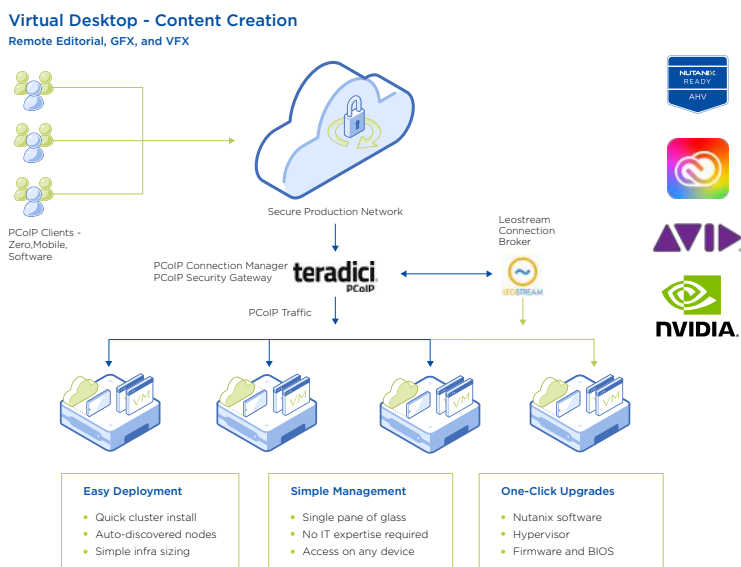 Virtual Desktop - Content Creation
Remote Editorial, GFX, and VFX
NUTANIX
READY
AHV
Secure Production Network
PCoIP Clients -
Zero,Mobile,
Software
Leostream
Connection
Broker
AVID
PCoIP Connection Manager
PCoIP Security Gateway
teradici
PCoIP
LEOSTREAM
PCoIP Traffic
NVIDIA.
VM
VM
VM
VM
Easy Deployment
• Quick cluster install
• Auto-discovered nodes
• Simple infra sizing
Simple Management
• Single pane of glass
• No IT expertise required
• Access on any device
One-Click Upgrades
• Nutanix software
• Hypervisor
• Firmware and BIOS